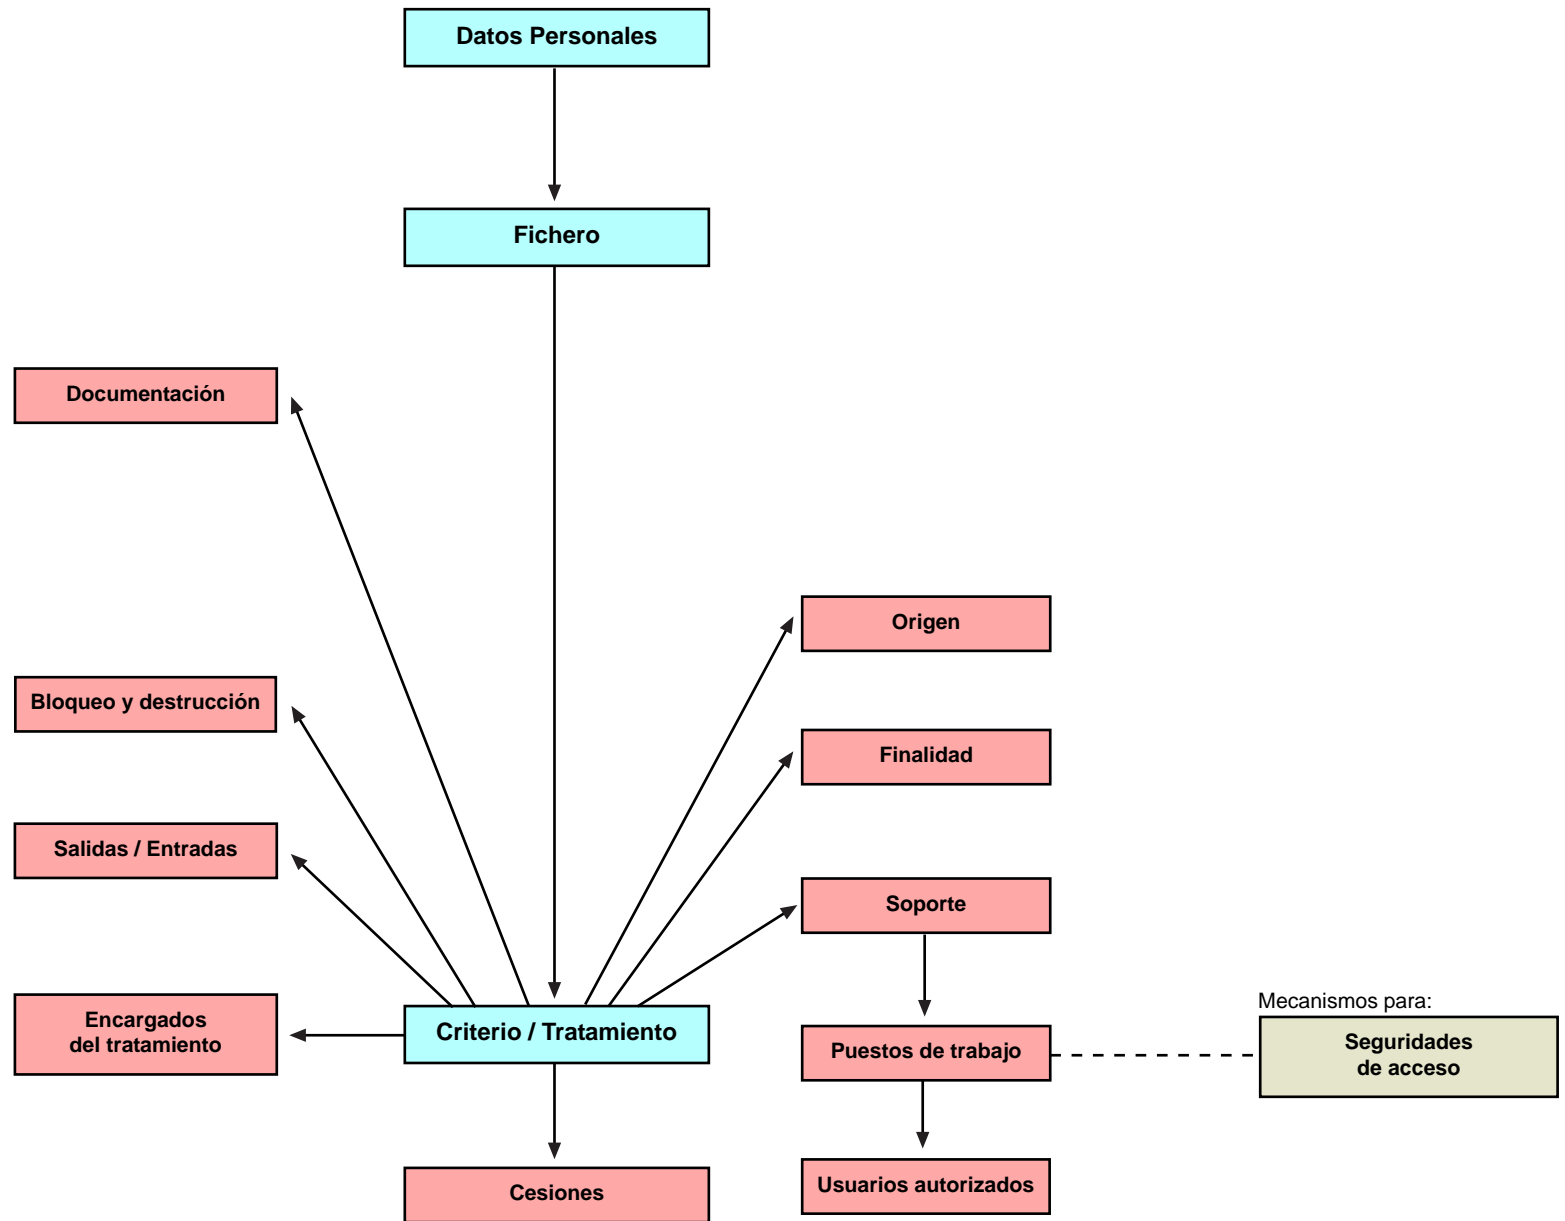 Datos Personales
Fichero
Documentación
Origen
Bloqueo y destrucción
Finalidad
Salidas / Entradas
Soporte
Encargados
del tratamiento
Criterio / Tratamiento
Puestos de trabajo
Mecanismos para:
Seguridades
de acceso
Cesiones
Usuarios autorizados